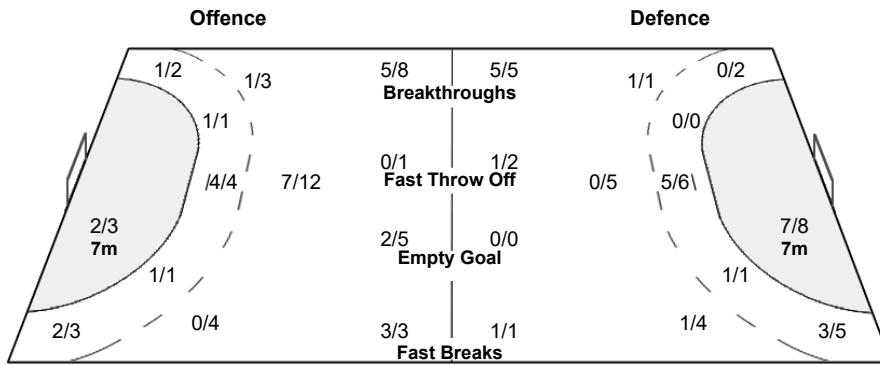 Offence Defence
1/2 1/3 5/8 5/5 1/1 0/2
Breakthroughs
1/1 0/0
0/1 1/2
4/4 7/12 Fast Throw Off 0/5 5/6
2/3 7/8
7m 7m
2/5 0/0
Empty Goal
1/1 1/1
2/3 0/4 3/3 1/1 1/4 3/5
Fast Breaks